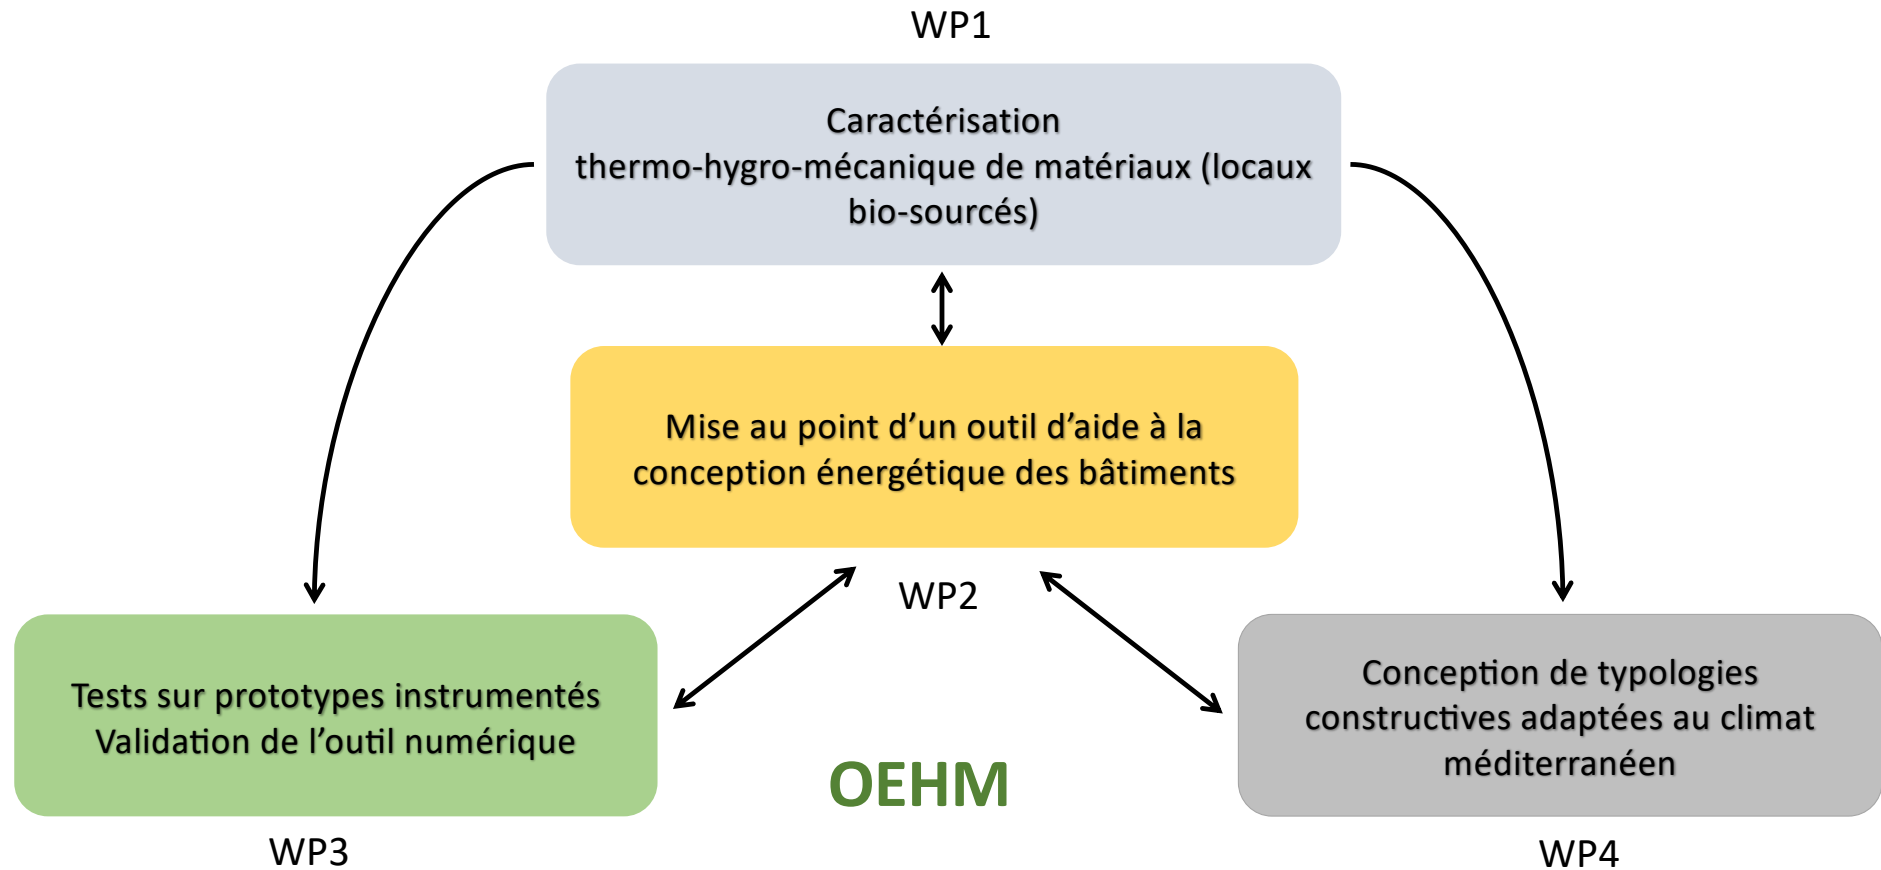 WP1
Caractérisation
thermo-hygro-mécanique de matériaux (locaux
bio-sourcés)
Mise au point d’un outil d’aide à la
conception énergétique des bâtiments
WP2
Tests sur prototypes instrumentés
Validation de l’outil numérique
WP3
OEHM
Conception de typologies
constructives adaptées au climat
méditerranéen
WP4